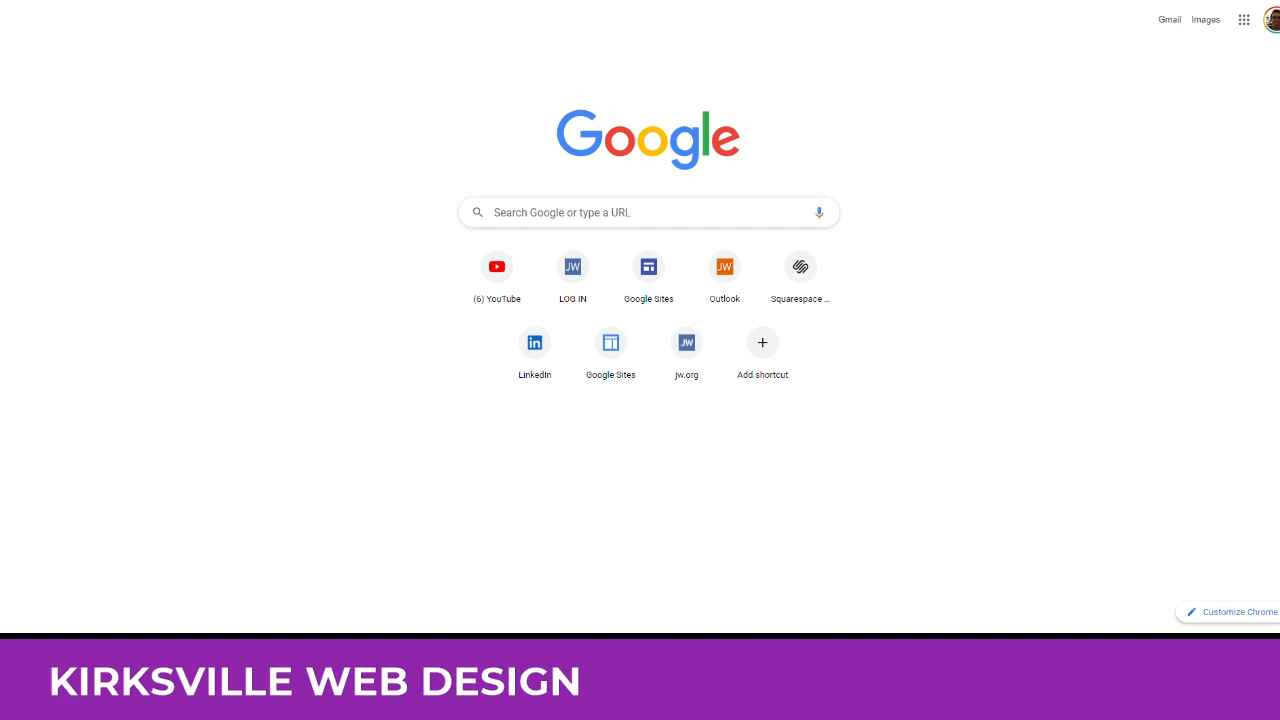 Gmail Images
Google
Search Google or type a URL
JW JW
(6) YouTube LOG IN Google Sites Outlook Squarespace ...
in JW
LinkedIn Google Sites jw.org Add shortcut
Customize Chrome
KIRKSVILLE WEB DESIGN